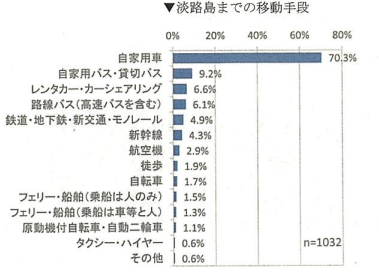 ▼淡路島までの移動手段
0% 20% 40% 60% 80%
自家用車 70.3%
自家用バス・貸切バス 9.2%
レンタカー・カーシェアリング 6.6%
路線バス(高速バスを含む) 6.1%
鉄道・地下鉄・新交通・モノレール 4.9%
新幹線 4.3%
航空機 2.9%
徒歩 1.9%
自転車 1.7%
フェリー・船舶(乗船は人のみ) 1.5%
フェリー・船舶(乗船は車等と人) 1.3%
原動機付自転車・自動二輪車 1.1%
タクシー・ハイヤー 0.6% n=1032
その他 0.6%